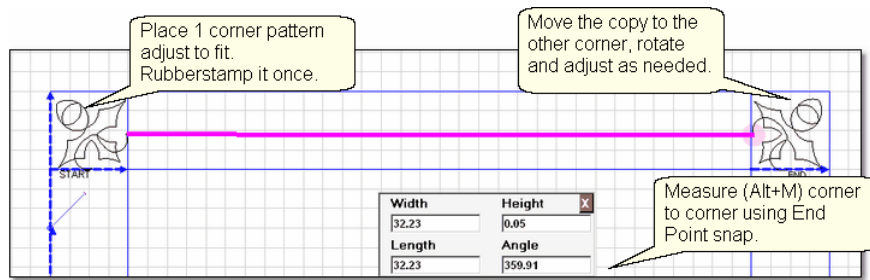 Place 1 corner pattern
adjust to fit.
Rubberstamp it once.
Move the copy to the
other corner, rotate
and adjust as needed.
START
END
Width
Height
X
32.23
0.05
Length
Angle
32.23
359.91
Measure (Alt+M) corner
to corner using End
Point snap.